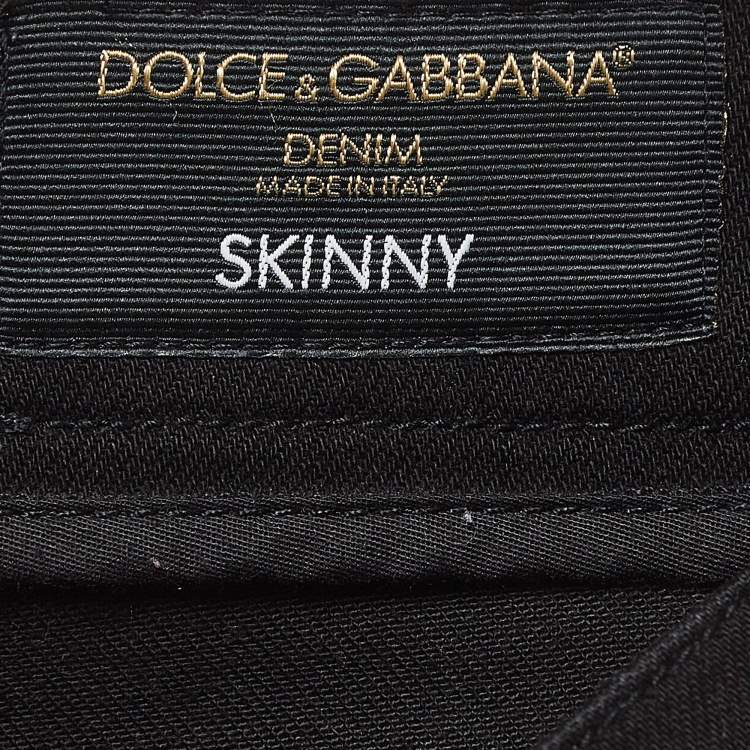 DOLCE & GABBANA®
DENIM
MADE IN ITALY
SKINNY